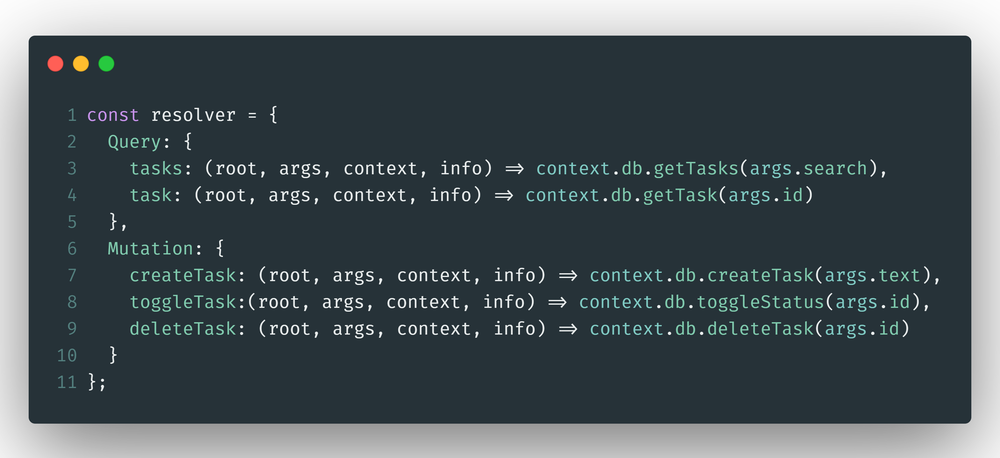 1 const resolver = {
2   Query: {
3     tasks: (root, args, context, info) => context.db.getTasks(args.search),
4     task: (root, args, context, info) => context.db.getTask(args.id)
5   },
6   Mutation: {
7     createTask: (root, args, context, info) => context.db.createTask(args.text),
8     toggleTask:(root, args, context, info) => context.db.toggleStatus(args.id),
9     deleteTask: (root, args, context, info) => context.db.deleteTask(args.id)
10   }
11 };